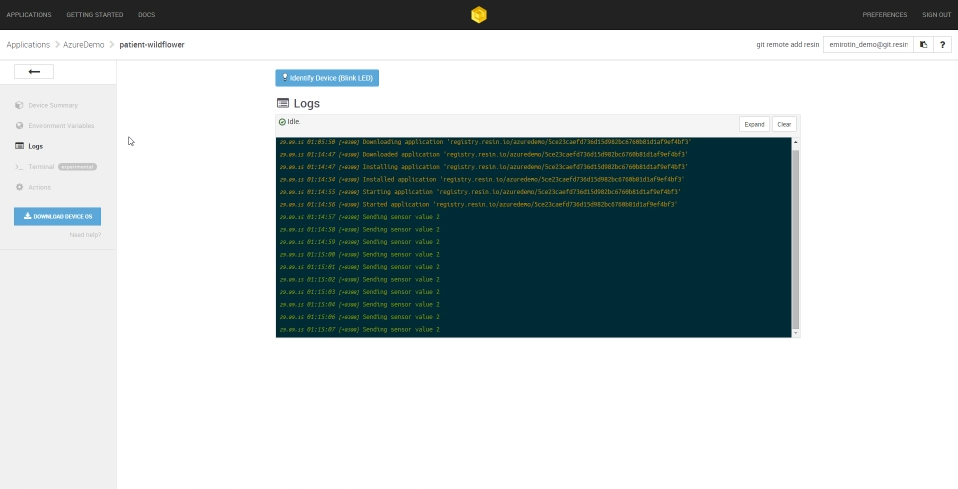 APPLICATIONS GETTING STARTED DOCS PREFERENCES SIGN OUT
Applications AzureDemo patient-wildflower git remote add resin emirotin_demo@git.resin ?
Device Summary
Environment Variables
Logs
>_ Terminal experimental
Actions
DOWNLOAD DEVICE OS
Need help?
Identify Device (Blink LED)
Logs
Idle.
Expand Clear
29.09.15 01:05:50 [+0300] Downloading application 'registry.resin.io/azuredemo/5ce23caefd736d15d982bc6760b81d1af9ef4bf3'
29.09.15 01:14:47 [+0300] Downloaded application 'registry.resin.io/azuredemo/5ce23caefd736d15d982bc6760b81d1af9ef4bf3'
29.09.15 01:14:47 [+0300] Installing application 'registry.resin.io/azuredemo/5ce23caefd736d15d982bc6760b81d1af9ef4bf3'
29.09.15 01:14:54 [+0300] Installed application 'registry.resin.io/azuredemo/5ce23caefd736d15d982bc6760b81d1af9ef4bf3'
29.09.15 01:14:55 [+0300] Starting application 'registry.resin.io/azuredemo/5ce23caefd736d15d982bc6760b81d1af9ef4bf3'
29.09.15 01:14:56 [+0300] Started application 'registry.resin.io/azuredemo/5ce23caefd736d15d982bc6760b81d1af9ef4bf3'
29.09.15 01:14:57 [+0300] Sending sensor value 2
29.09.15 01:14:58 [+0300] Sending sensor value 2
29.09.15 01:14:59 [+0300] Sending sensor value 2
29.09.15 01:15:00 [+0300] Sending sensor value 2
29.09.15 01:15:01 [+0300] Sending sensor value 2
29.09.15 01:15:02 [+0300] Sending sensor value 2
29.09.15 01:15:03 [+0300] Sending sensor value 2
29.09.15 01:15:04 [+0300] Sending sensor value 2
29.09.15 01:15:06 [+0300] Sending sensor value 2
29.09.15 01:15:07 [+0300] Sending sensor value 2